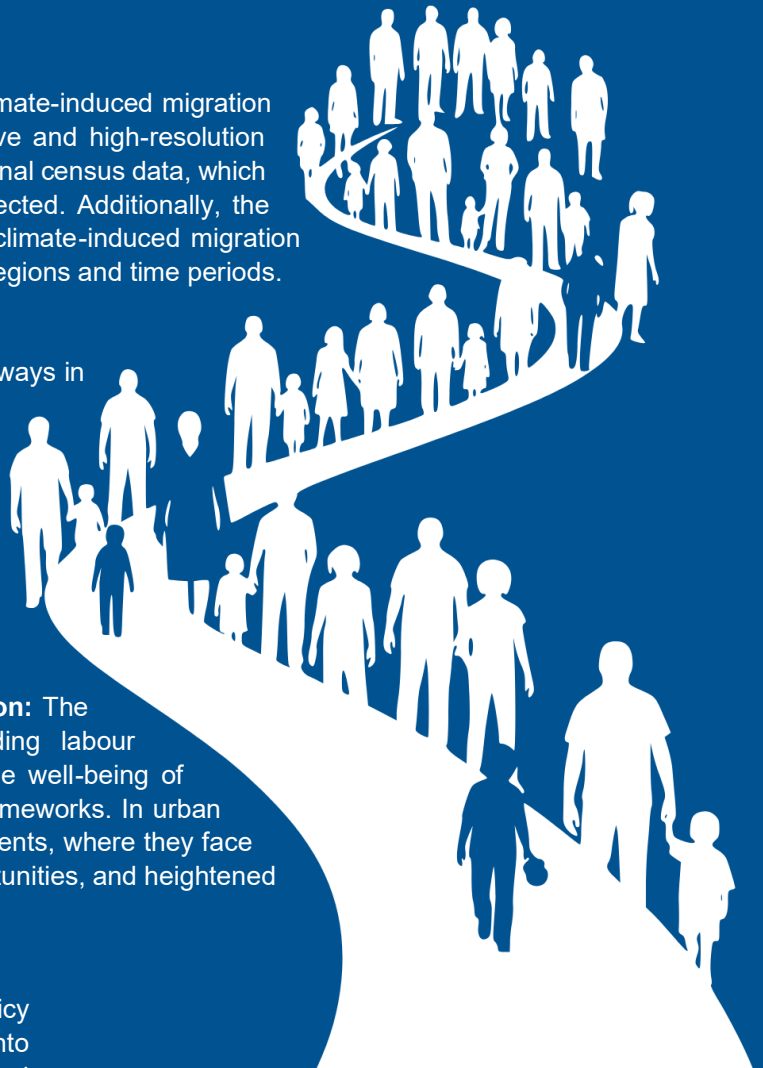 mate-induced migration
ve and high-resolution
nal census data, which
ected. Additionally, the
climate-induced migration
egions and time periods.
ways in
on: The
ding labour
e well-being of
meworks. In urban
ents, where they face
tunities, and heightened
icy
nto